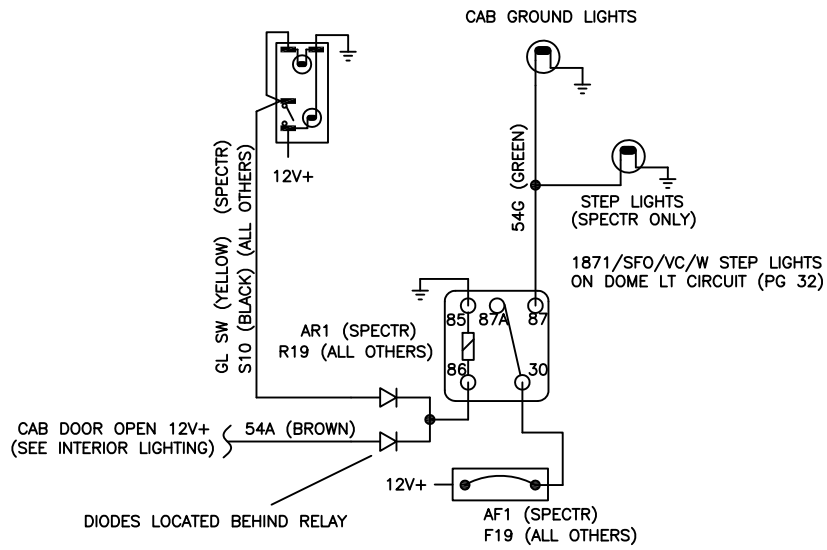 CAB GROUND LIGHTS
12V+
GL SW (YELLOW) (SPECTR)
S10 (BLACK) (ALL OTHERS)
54G (GREEN)
STEP LIGHTS
(SPECTR ONLY)
1871/SFO/VC/W STEP LIGHTS
ON DOME LT CIRCUIT (PG 32)
AR1 (SPECTR)
R19 (ALL OTHERS)
85 87A 87
86 30
CAB DOOR OPEN 12V+
(SEE INTERIOR LIGHTING)
54A (BROWN)
12V+
DIODES LOCATED BEHIND RELAY
AF1 (SPECTR)
F19 (ALL OTHERS)